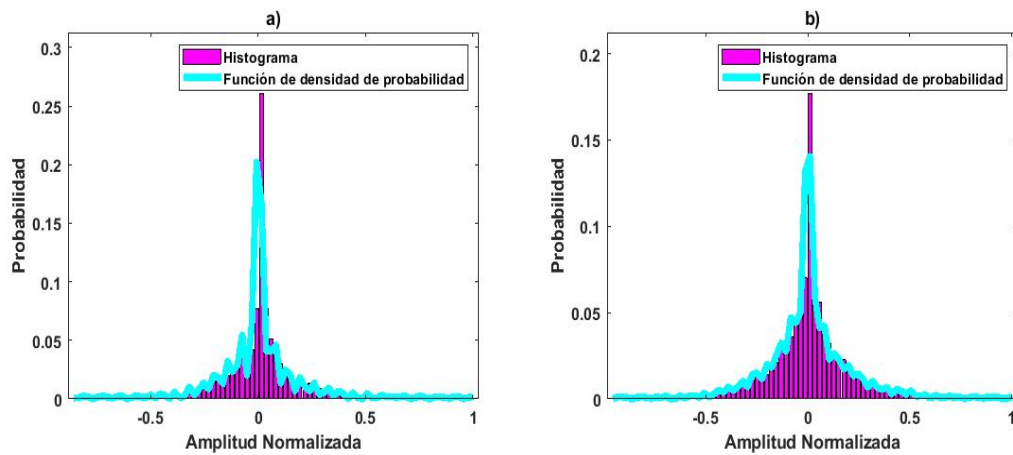 a)
Histograma
Función de densidad de probabilidad
0.3
0.25
0.2
0.15
0.1
0.05
0
Probabilidad
-0.5 0 0.5 1
Amplitud Normalizada
b)
Histograma
Función de densidad de probabilidad
0.2
0.15
0.1
0.05
0
Probabilidad
-0.5 0 0.5 1
Amplitud Normalizada